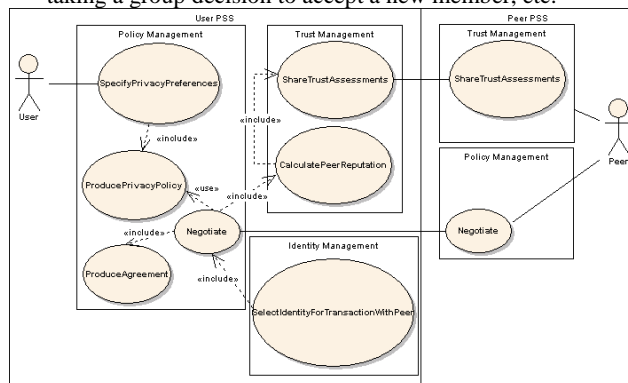 taking a group decision to accept a new member, etc.
User PSS
Peer PSS
Policy Management
Trust Management
Trust Management
SpecifyPrivacyPreferences
ShareTrustAssessments
ShareTrustAssessments
User
«include»
«include»
Peer
ProducePrivacyPolicy
CalculatePeerReputation
Policy Management
«use»
«include»
Negotiate
Negotiate
«include»
ProduceAgreement
Identity Management
«include»
SelectIdentityForTransactionWithPeer